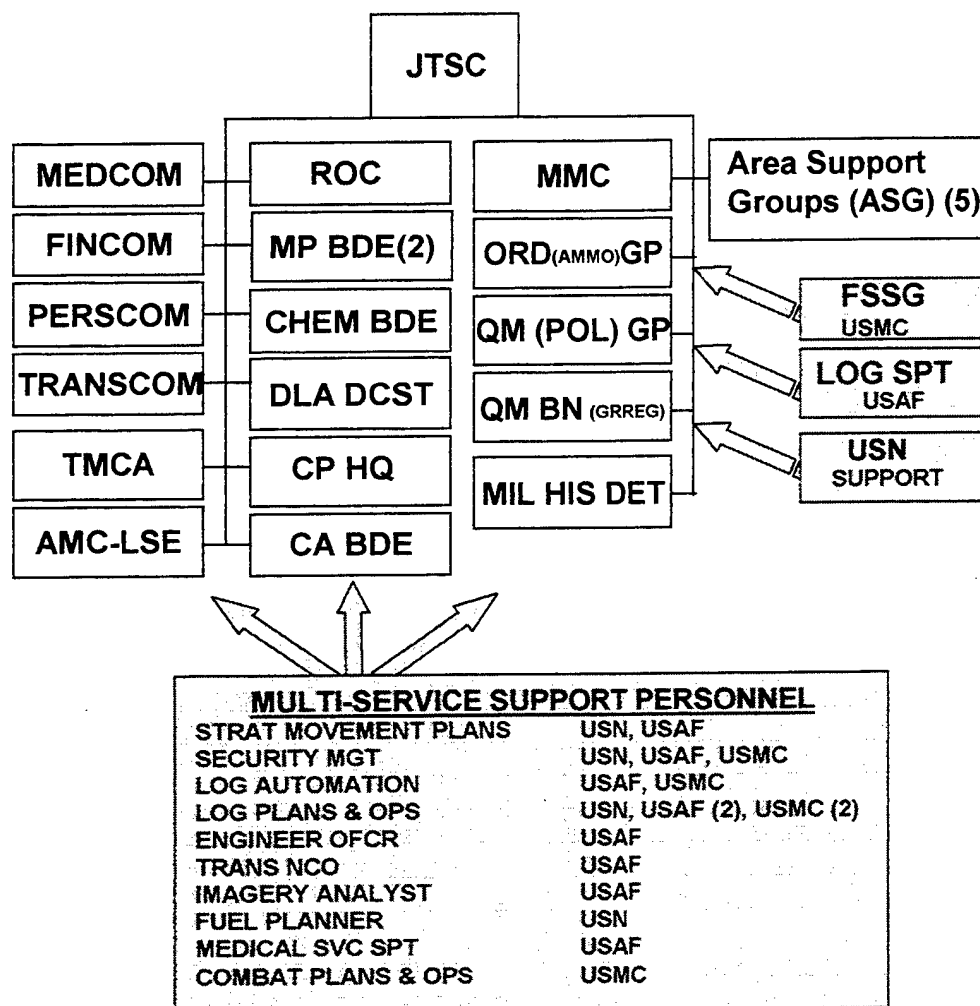 JTSC
MEDCOM
FINCOM
PERSCOM
TRANSCOM
TMCA
AMC-LSE
ROC
MP BDE(2)
CHEM BDE
DLA DCST
CP HQ
CA BDE
MMC
ORD(AMMO)GP
QM (POL) GP
QM BN (GRREG)
MIL HIS DET
Area Support
Groups (ASG) (5)
FSSG
USMC
LOG SPT
USAF
USN
SUPPORT
MULTI-SERVICE SUPPORT PERSONNEL
STRAT MOVEMENT PLANS USN, USAF
SECURITY MGT USN, USAF, USMC
LOG AUTOMATION USAF, USMC
LOG PLANS & OPS USN, USAF (2), USMC (2)
ENGINEER OFCR USAF
TRANS NCO USAF
IMAGERY ANALYST USAF
FUEL PLANNER USN
MEDICAL SVC SPT USAF
COMBAT PLANS & OPS USMC